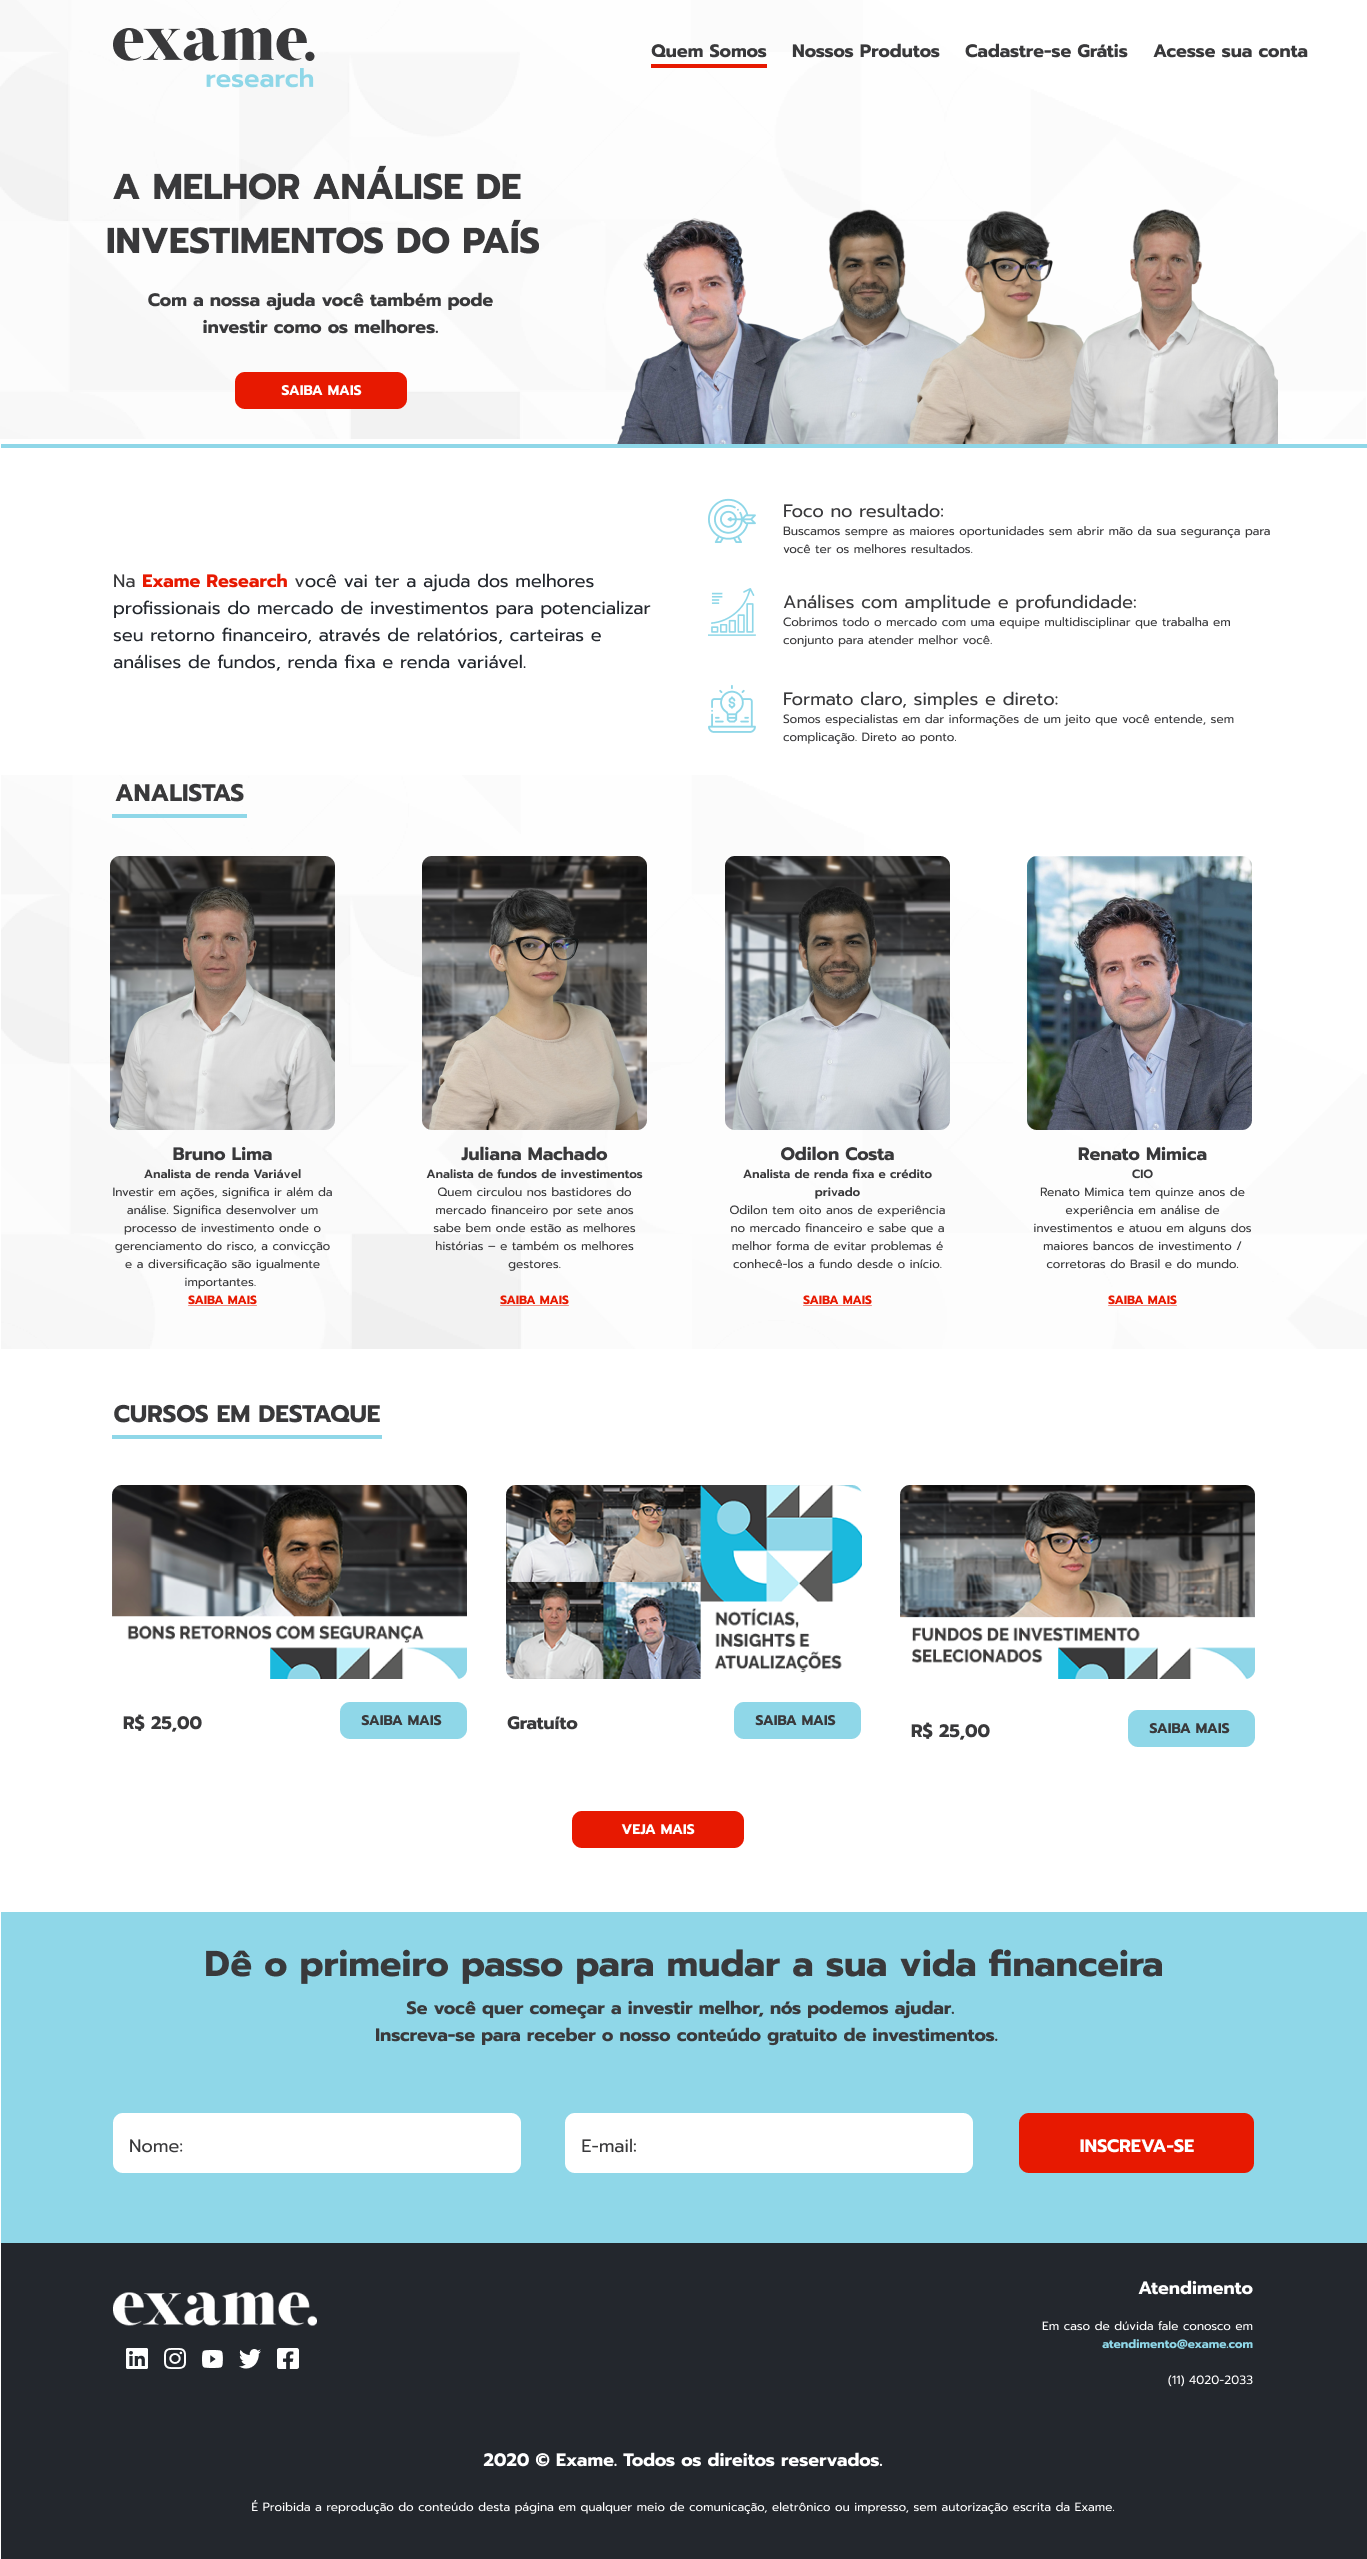 exame.
research
Quem Somos
Nossos Produtos
Cadastre-se Grátis
Acesse sua conta
A MELHOR ANÁLISE DE
INVESTIMENTOS DO PAÍS
Com a nossa ajuda você também pode
investir como os melhores.
SAIBA MAIS
Na Exame Research você vai ter a ajuda dos melhores
profissionais do mercado de investimentos para potencializar
seu retorno financeiro, através de relatórios, carteiras e
análises de fundos, renda fixa e renda variável.
Foco no resultado:
Buscamos sempre as maiores oportunidades sem abrir mão da sua segurança para
você ter os melhores resultados.
Análises com amplitude e profundidade:
Cobrimos todo o mercado com uma equipe multidisciplinar que trabalha em
conjunto para atender melhor você.
Formato claro, simples e direto:
Somos especialistas em dar informações de um jeito que você entende, sem
complicação. Direto ao ponto.
ANALISTAS
Bruno Lima
Analista de renda Variável
Investir em ações, significa ir além da
análise. Significa desenvolver um
processo de investimento onde o
gerenciamento do risco, a convicção
e a diversificação são igualmente
importantes.
SAIBA MAIS
Juliana Machado
Analista de fundos de investimentos
Quem circulou nos bastidores do
mercado financeiro por sete anos
sabe bem onde estão as melhores
histórias – e também os melhores
gestores.
SAIBA MAIS
Odilon Costa
Analista de renda fixa e crédito
privado
Odilon tem oito anos de experiência
no mercado financeiro e sabe que a
melhor forma de evitar problemas é
conhecê-los a fundo desde o início.
SAIBA MAIS
Renato Mimica
CIO
Renato Mimica tem quinze anos de
experiência em análise de
investimentos e atuou em alguns dos
maiores bancos de investimento /
corretoras do Brasil e do mundo.
SAIBA MAIS
CURSOS EM DESTAQUE
BONS RETORNOS COM SEGURANÇA
R$ 25,00
SAIBA MAIS
NOTÍCIAS,
INSIGHTS E
ATUALIZAÇÕES
Gratuíto
SAIBA MAIS
FUNDOS DE INVESTIMENTO
SELECIONADOS
R$ 25,00
SAIBA MAIS
VEJA MAIS
Dê o primeiro passo para mudar a sua vida financeira
Se você quer começar a investir melhor, nós podemos ajudar.
Inscreva-se para receber o nosso conteúdo gratuito de investimentos.
Nome:
E-mail:
INSCREVA-SE
exame.
Atendimento
Em caso de dúvida fale conosco em
atendimento@exame.com
(11) 4020-2033
2020 © Exame. Todos os direitos reservados.
É Proibida a reprodução do conteúdo desta página em qualquer meio de comunicação, eletrônico ou impresso, sem autorização escrita da Exame.